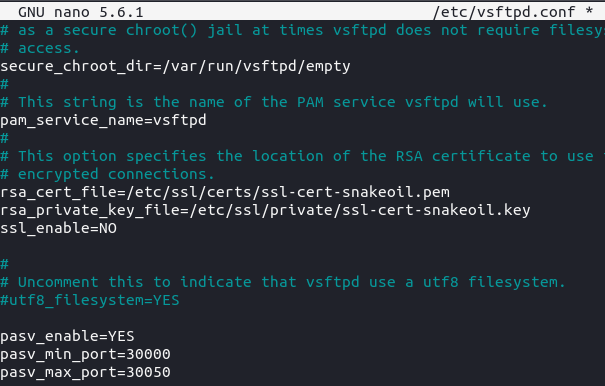 GNU nano 5.6.1 /etc/vsftpd.conf *
# as a secure chroot() jail at times vsftpd does not require filesy
# access.
secure_chroot_dir=/var/run/vsftpd/empty
#
# This string is the name of the PAM service vsftpd will use.
pam_service_name=vsftpd
#
# This option specifies the location of the RSA certificate to use
# encrypted connections.
rsa_cert_file=/etc/ssl/certs/ssl-cert-snakeoil.pem
rsa_private_key_file=/etc/ssl/private/ssl-cert-snakeoil.key
ssl_enable=NO
#
# Uncomment this to indicate that vsftpd use a utf8 filesystem.
#utf8_filesystem=YES
pasv_enable=YES
pasv_min_port=30000
pasv_max_port=30050